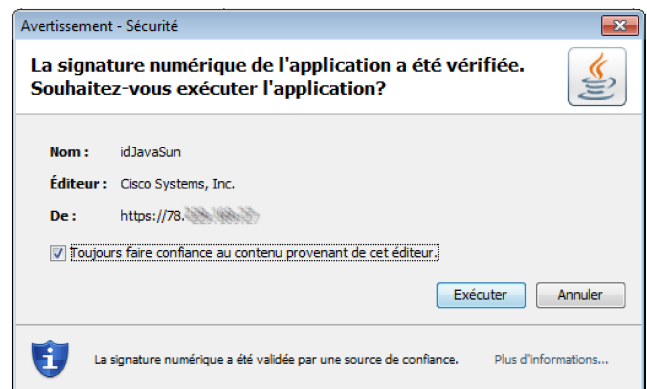 Avertissement - Sécurité
La signature numérique de l'application a été vérifiée.
Souhaitez-vous exécuter l'application?
Nom : idJavaSun
Éditeur : Cisco Systems, Inc.
De : https://78.
Toujours faire confiance au contenu provenant de cet éditeur.
Exécuter Annuler
La signature numérique a été validée par une source de confiance. Plus d'informations...